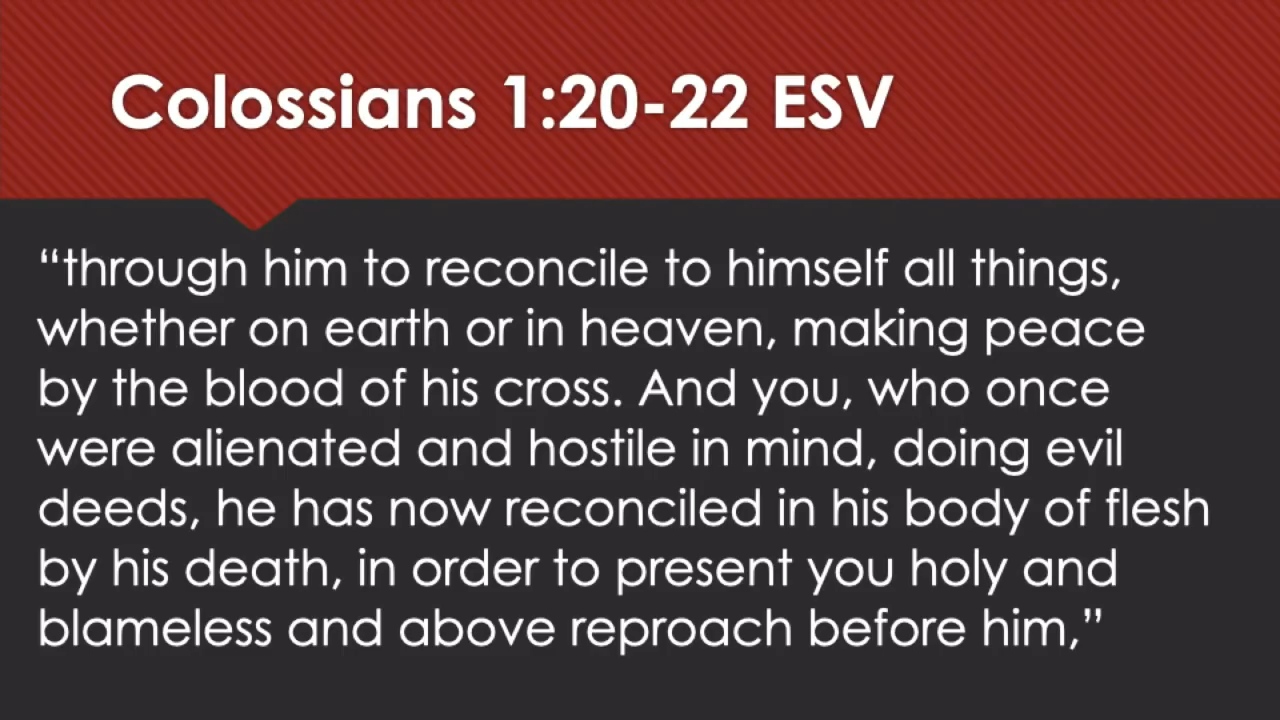 Colossians 1:20-22 ESV
“through him to reconcile to himself all things,
whether on earth or in heaven, making peace
by the blood of his cross. And you, who once
were alienated and hostile in mind, doing evil
deeds, he has now reconciled in his body of flesh
by his death, in order to present you holy and
blameless and above reproach before him,”